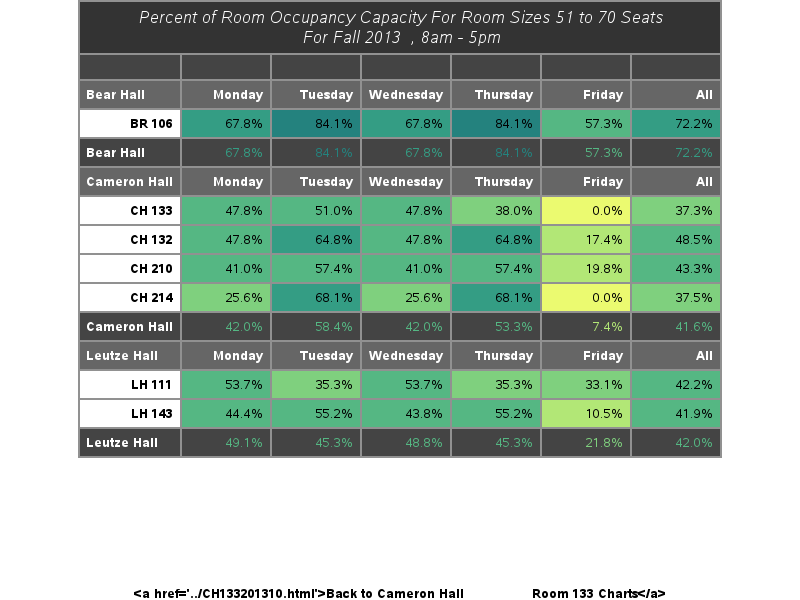 Percent of Room Occupancy Capacity For Room Sizes 51 to 70 Seats
For Fall 2013 , 8am - 5pm
Bear Hall Monday Tuesday Wednesday Thursday Friday All
BR 106 67.8% 84.1% 67.8% 84.1% 57.3% 72.2%
Bear Hall 67.8% 84.1% 67.8% 84.1% 57.3% 72.2%
Cameron Hall Monday Tuesday Wednesday Thursday Friday All
CH 133 47.8% 51.0% 47.8% 38.0% 0.0% 37.3%
CH 132 47.8% 64.8% 47.8% 64.8% 17.4% 48.5%
CH 210 41.0% 57.4% 41.0% 57.4% 19.8% 43.3%
CH 214 25.6% 68.1% 25.6% 68.1% 0.0% 37.5%
Cameron Hall 42.0% 58.4% 42.0% 53.3% 7.4% 41.6%
Leutze Hall Monday Tuesday Wednesday Thursday Friday All
LH 111 53.7% 35.3% 53.7% 35.3% 33.1% 42.2%
LH 143 44.4% 55.2% 43.8% 55.2% 10.5% 41.9%
Leutze Hall 49.1% 45.3% 48.8% 45.3% 21.8% 42.0%
<a href='../CH133201310.html'>Back to Cameron Hall Room 133 Charts</a>